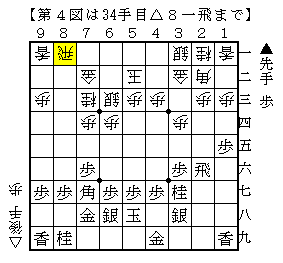 【第４図は34手目△８一飛まで】
９ ８ ７ ６ ５ ４ ３ ２ １
香 飛 銀 桂 香 一
金 玉 金 角 二
歩 桂 銀 歩 歩 歩 歩 三
歩 歩 歩 四
歩 五
歩 歩 飛 六
歩 歩 角 歩 歩 歩 桂 歩 七
金 銀 玉 銀 八
香 桂 金 香 九
▲先手 歩
△後手 歩